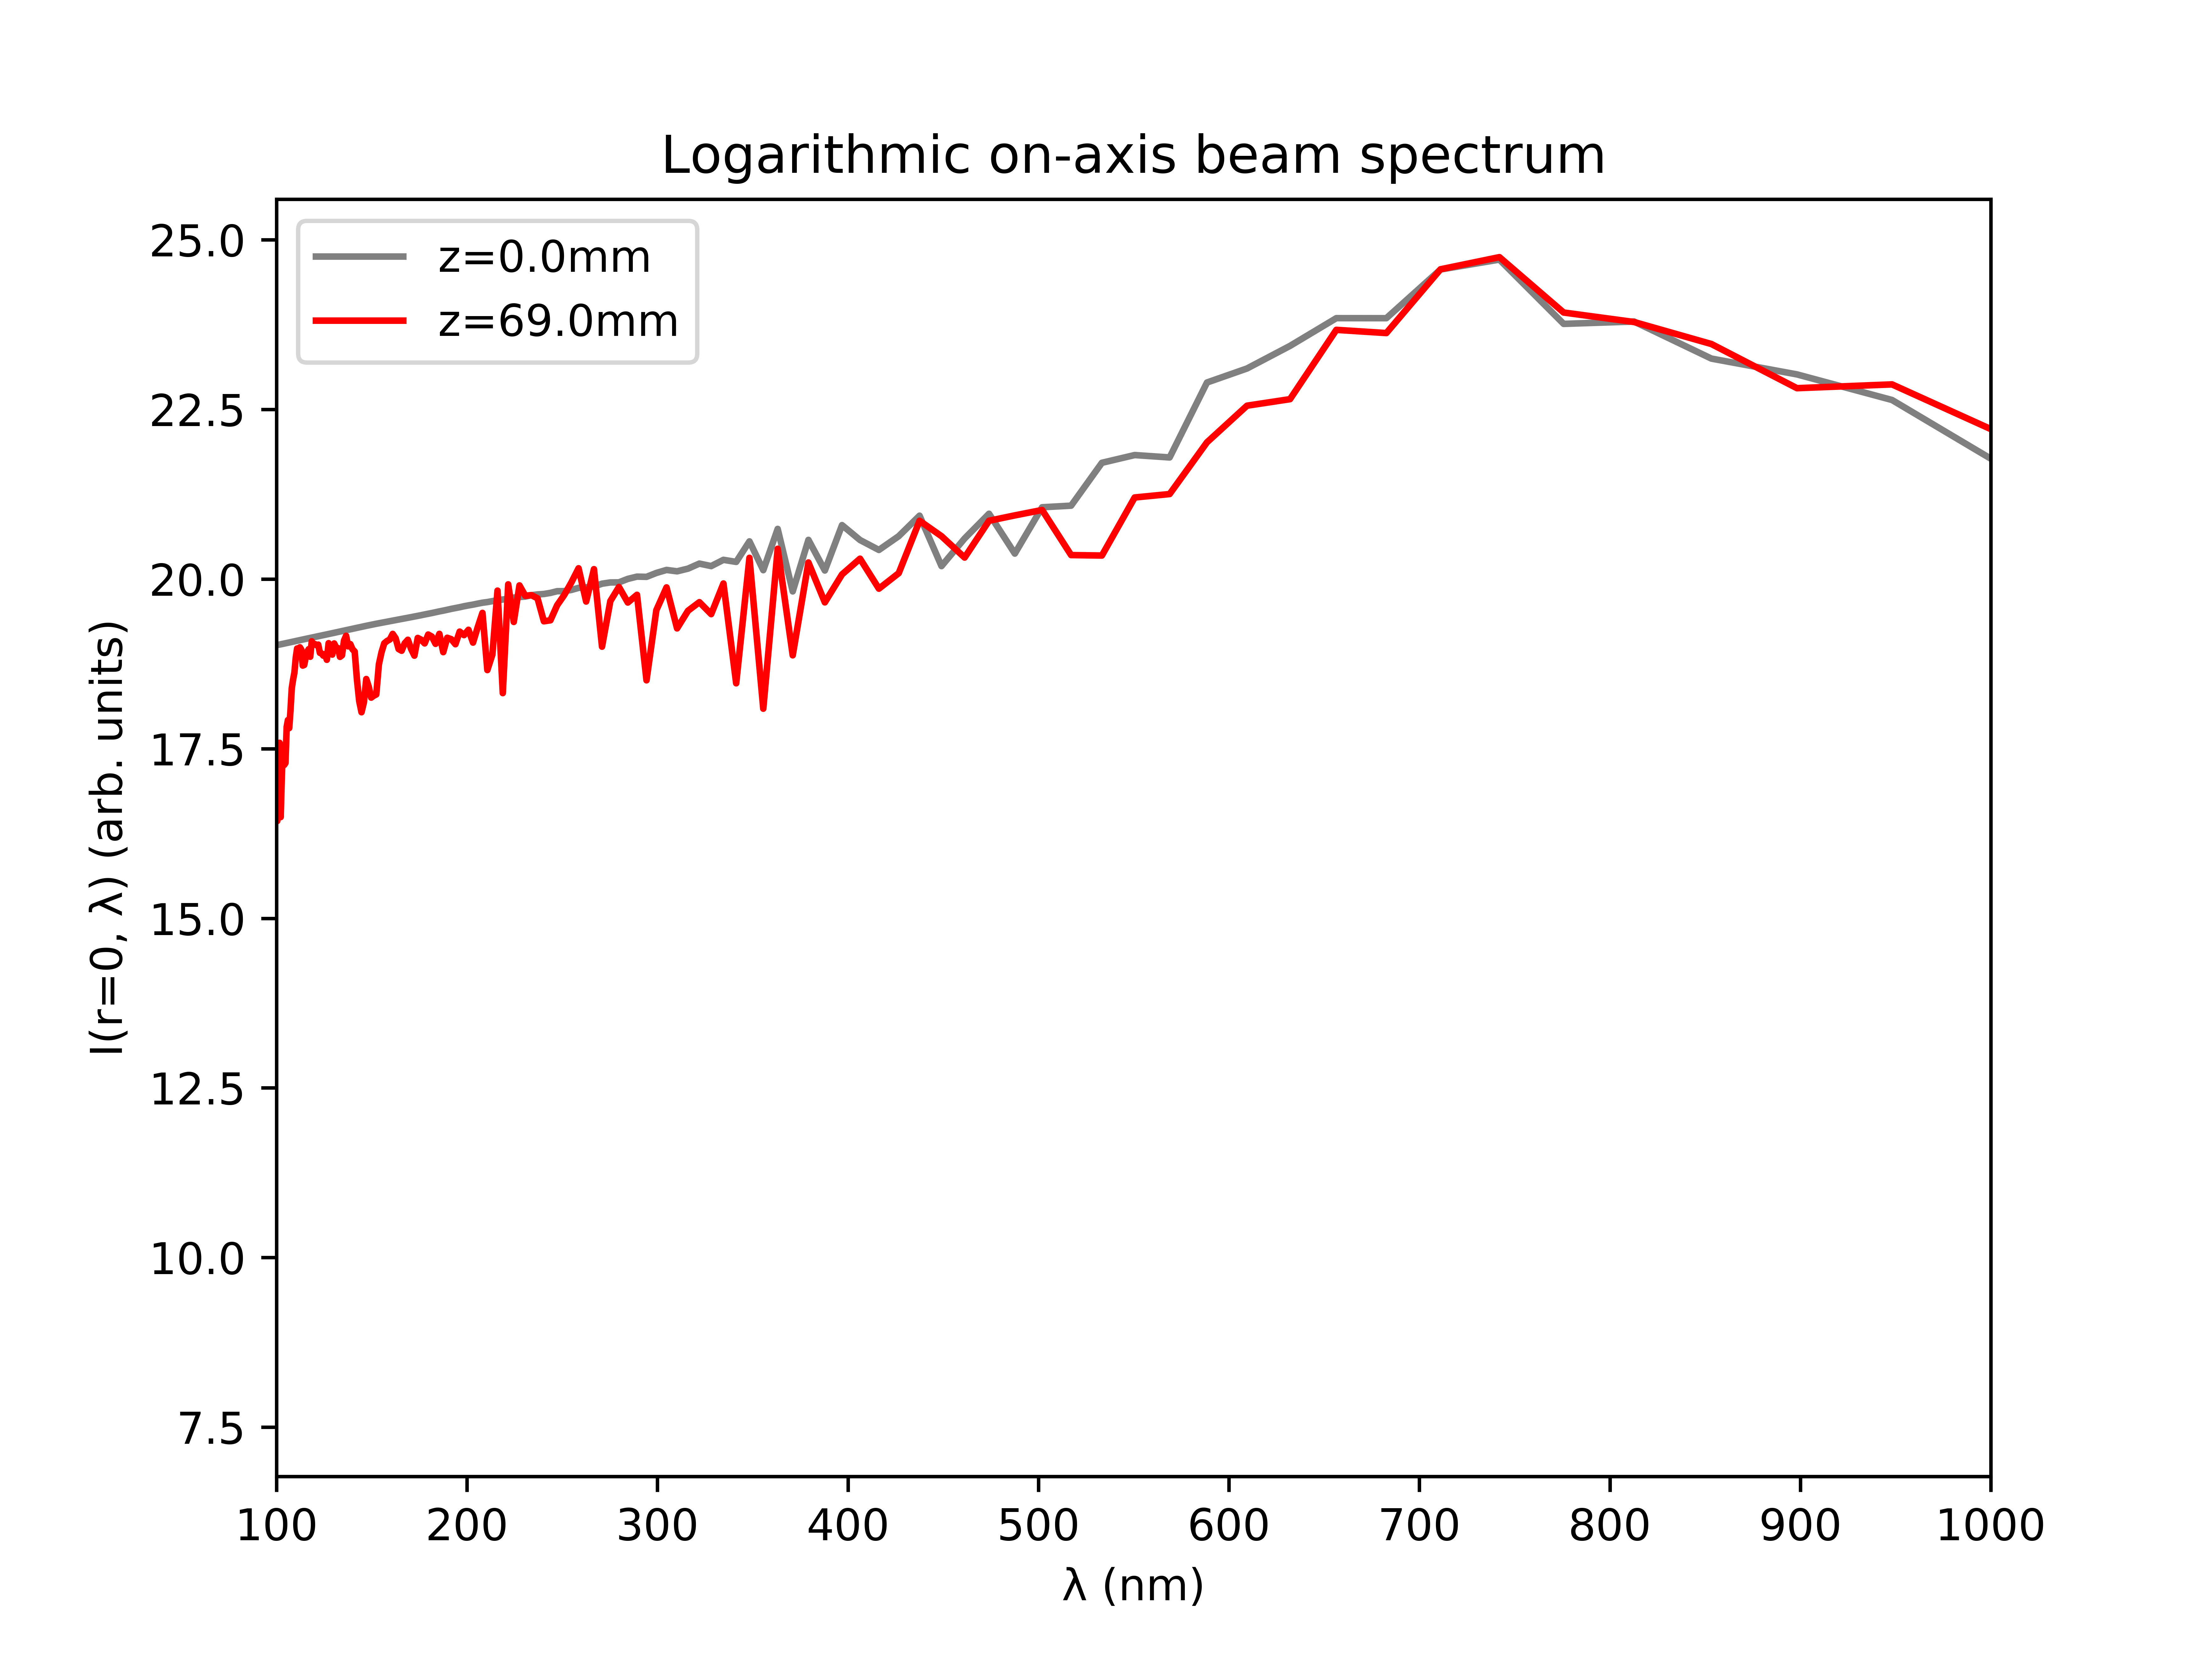 Logarithmic on-axis beam spectrum
z=0.0mm
z=69.0mm
I(r=0, λ) (arb. units)
25.0
22.5
20.0
17.5
15.0
12.5
10.0
7.5
100 200 300 400 500 600 700 800 900 1000
λ (nm)